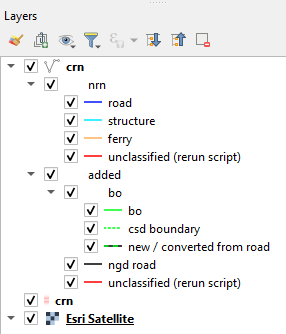 Layers
crn
nrn
road
structure
ferry
unclassified (rerun script)
added
bo
bo
csd boundary
new / converted from road
ngd road
unclassified (rerun script)
crn
Esri Satellite